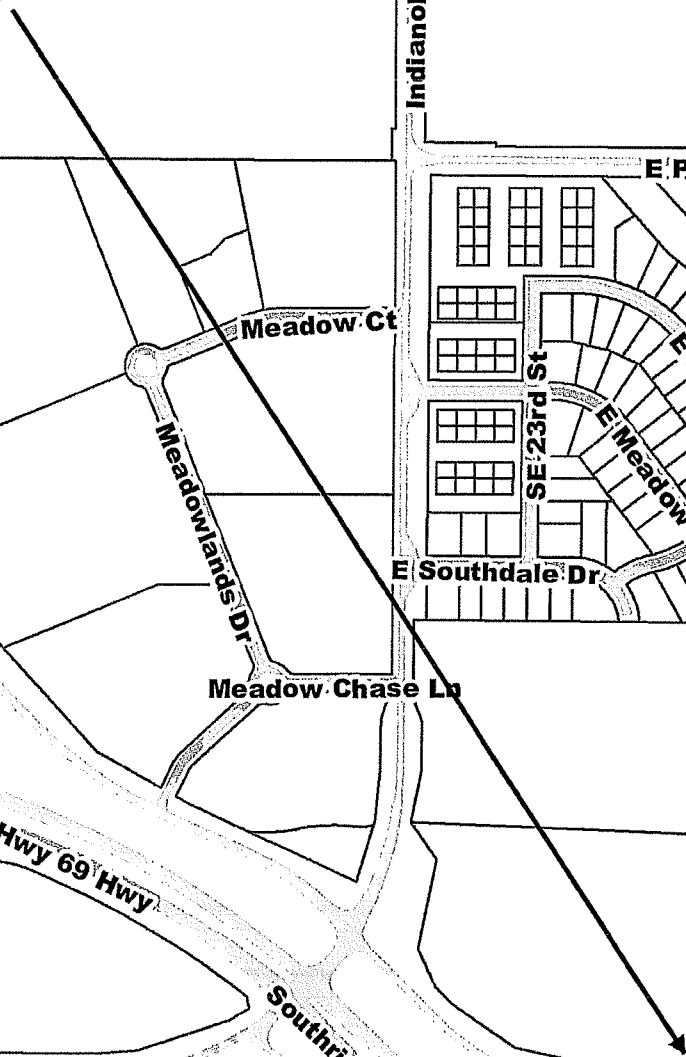 Indianol
E P
Meadow Ct
SE 23rd St
E
E Meadow
Meadowlands Dr
E Southdale Dr
Meadow Chase Ln
Hwy 69 Hwy
Southri